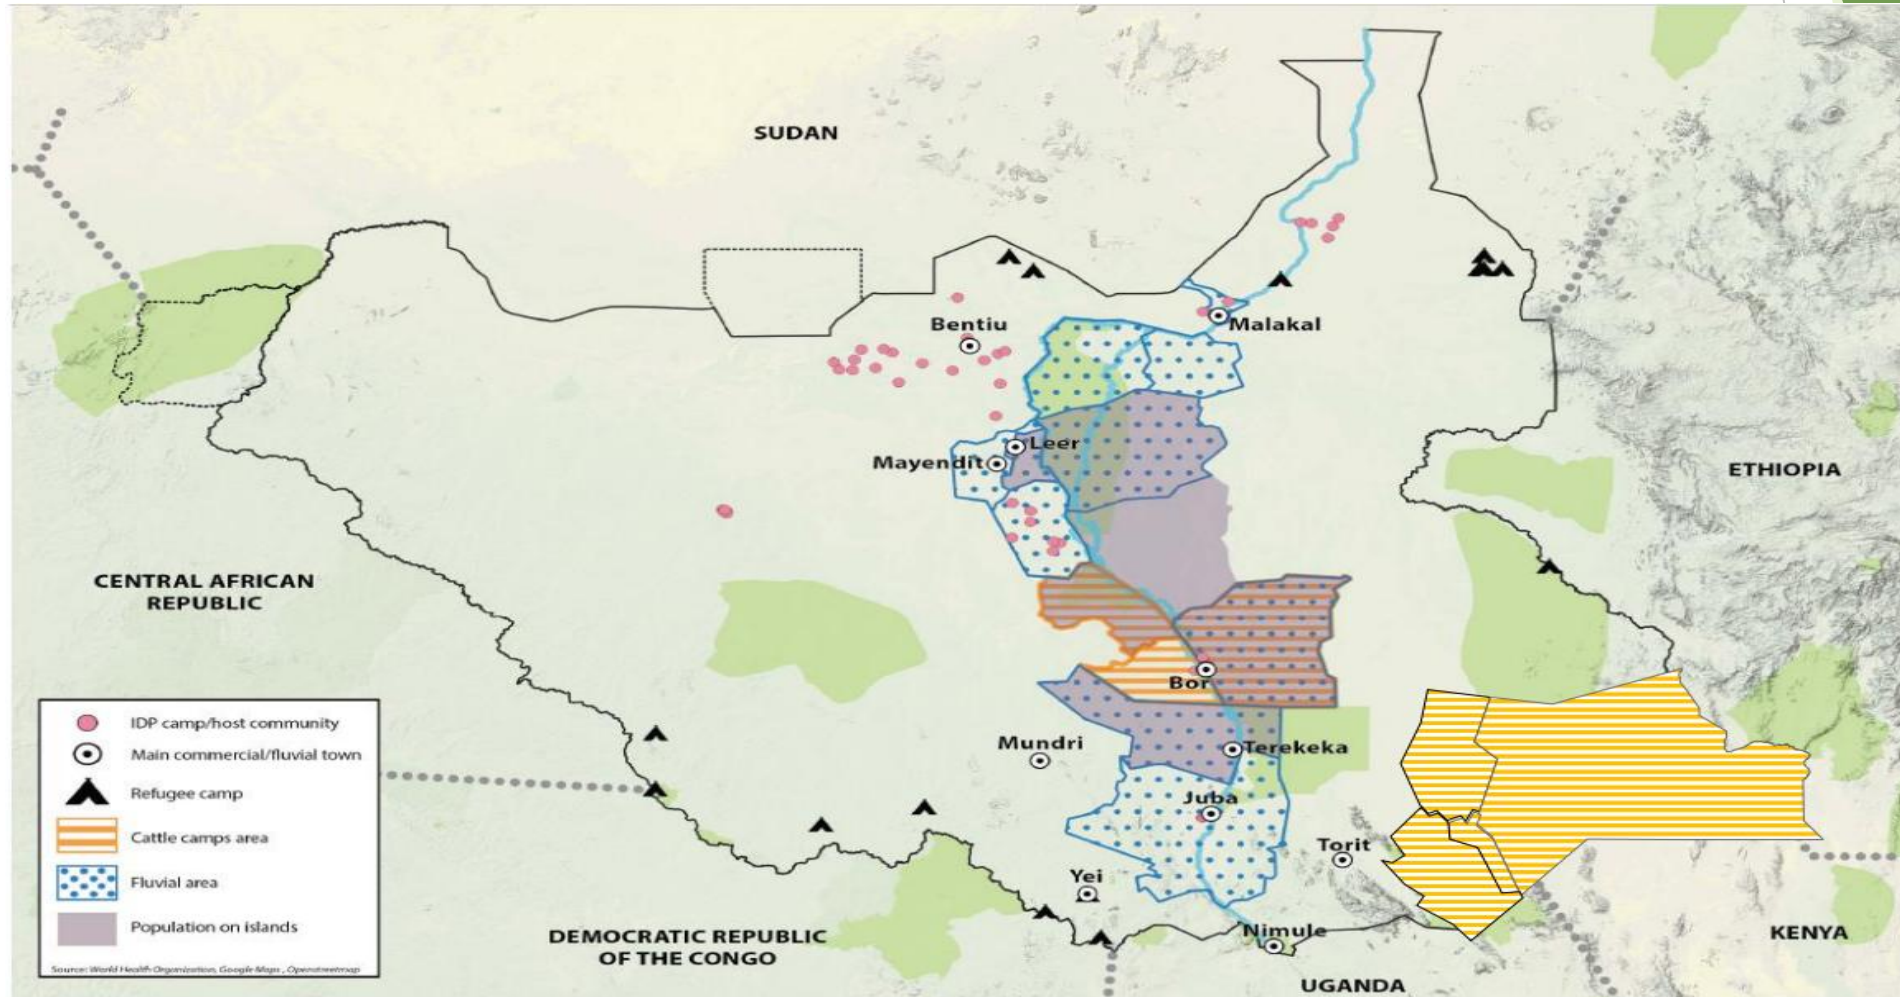 SUDAN
Bentiu
Malakal
Leer
Mayendit
ETHIOPIA
CENTRAL AFRICAN
REPUBLIC
Bor
Mundri
Terekeka
Juba
Torit
Yei
Nimule
DEMOCRATIC REPUBLIC
OF THE CONGO
KENYA
UGANDA
IDP camp/host community
Main commercial/fluvial town
Refugee camp
Cattle camps area
Fluvial area
Population on islands
Source: World Health Organization, Google Maps , Openstreetmap